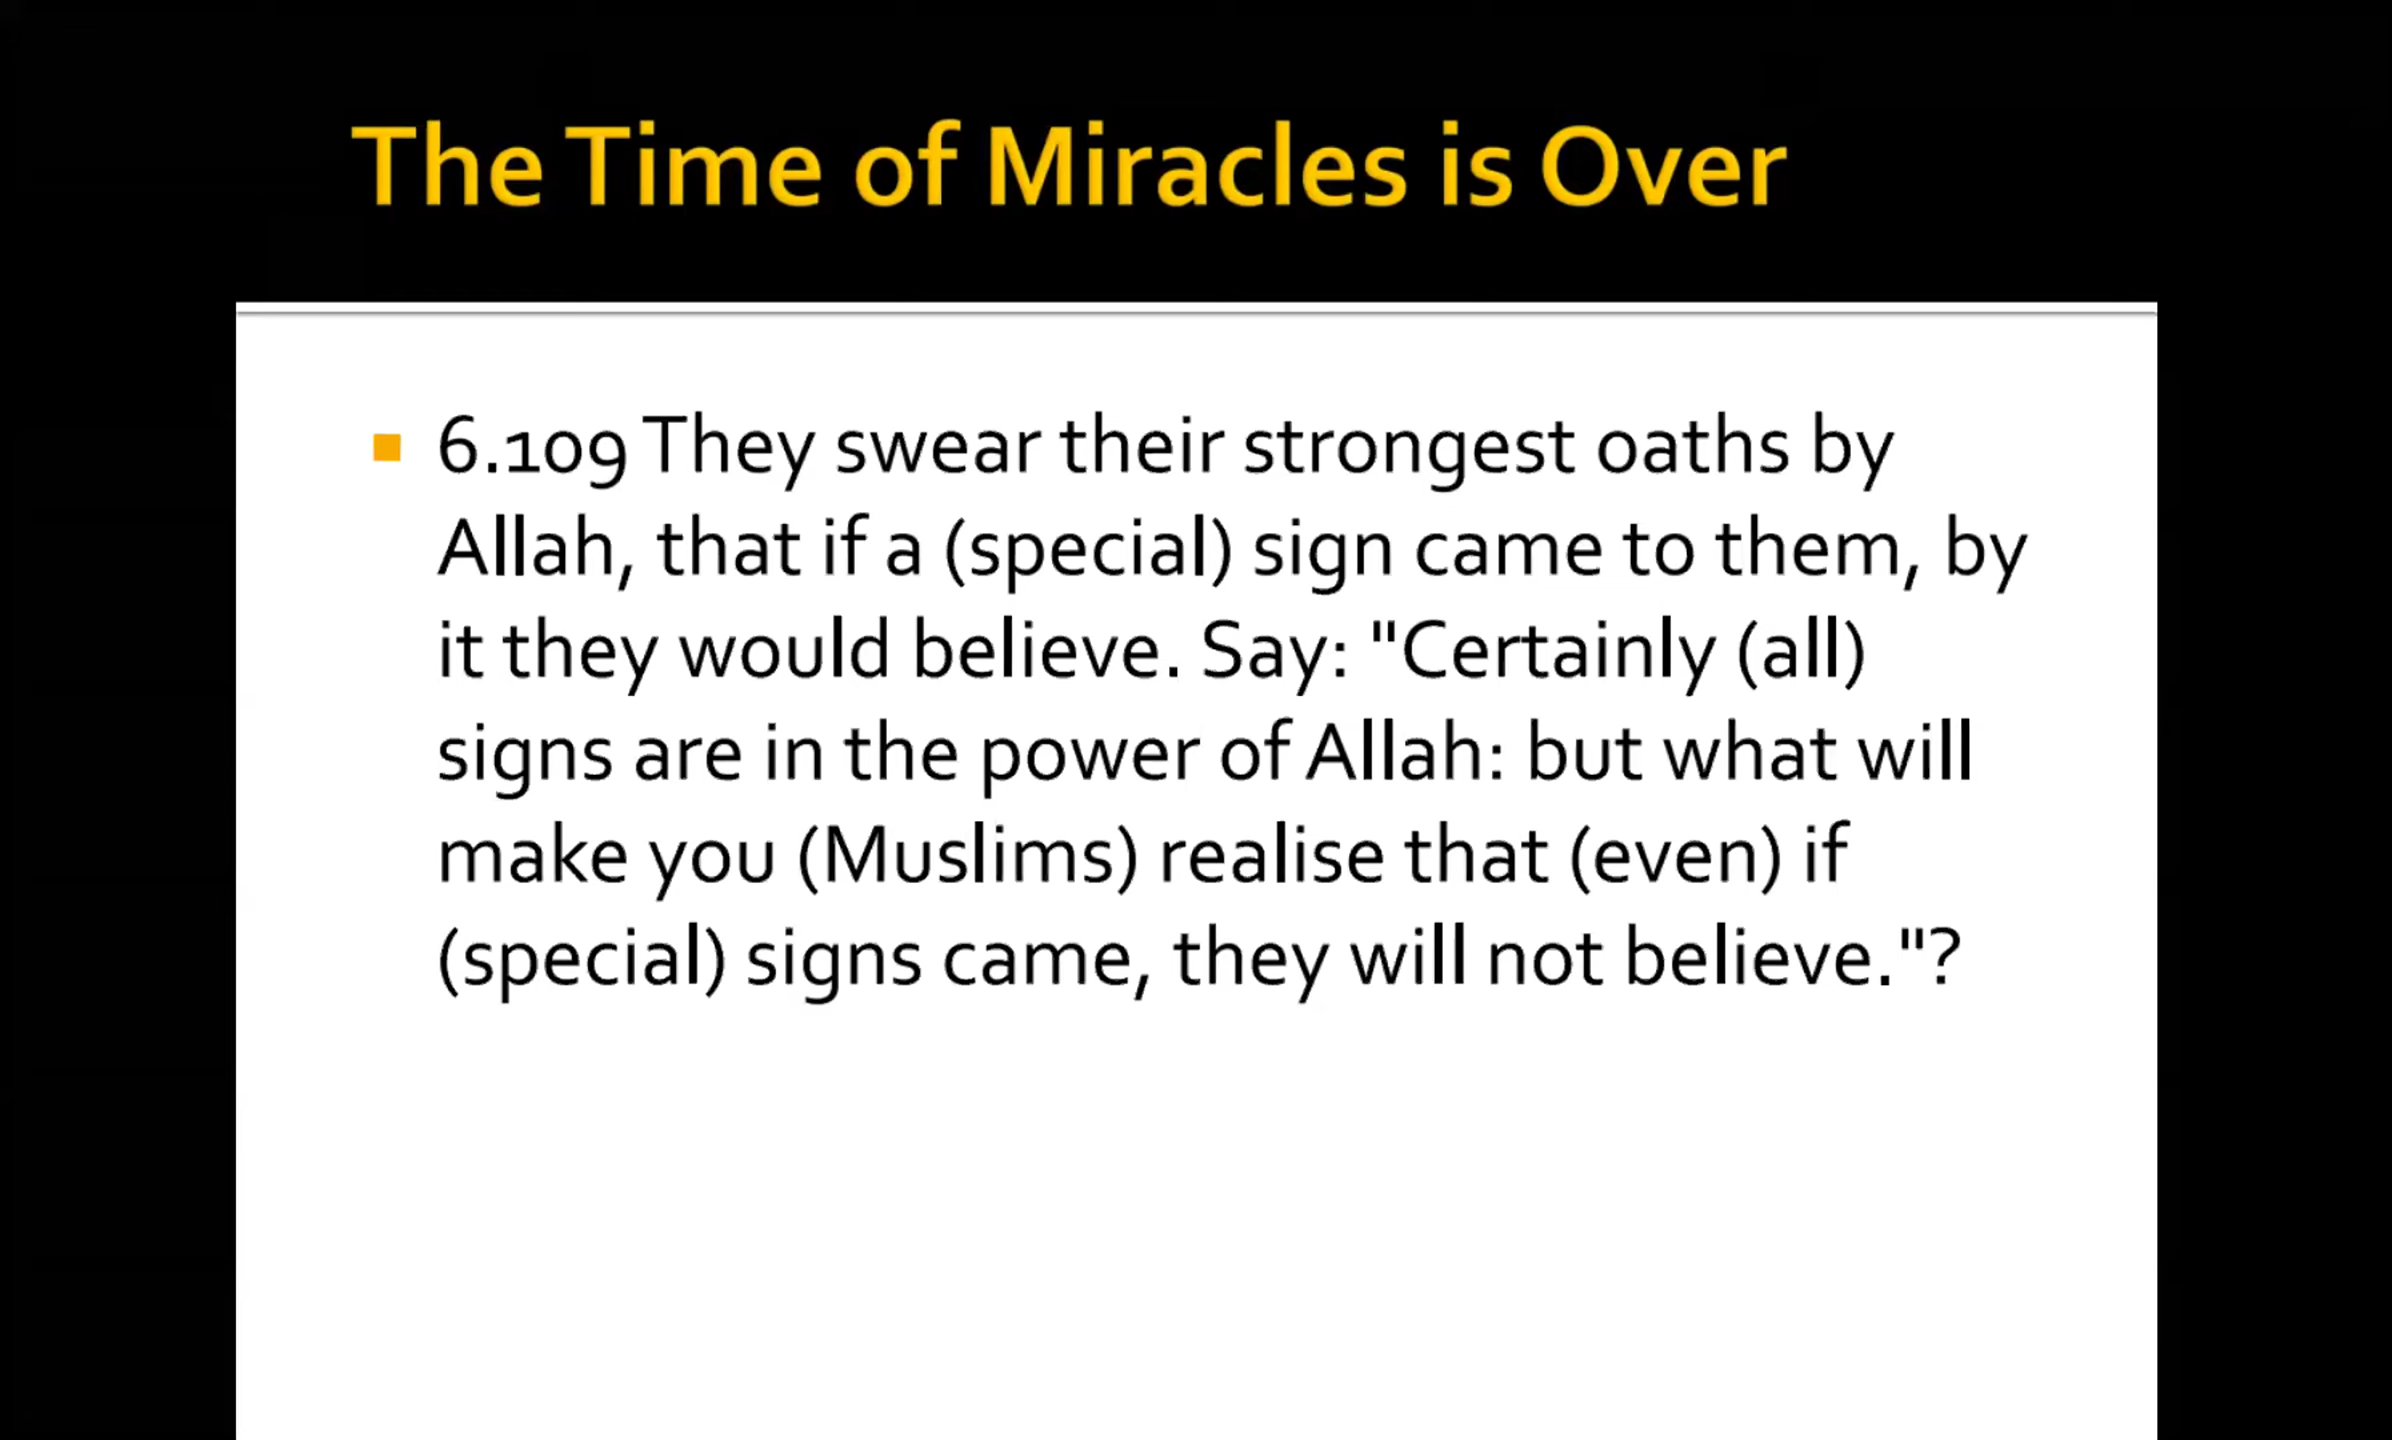 The Time of Miracles is Over
6.109 They swear their strongest oaths by
Allah, that if a (special) sign came to them, by
it they would believe. Say: "Certainly (all)
signs are in the power of Allah: but what will
make you (Muslims) realise that (even) if
(special) signs came, they will not believe."?